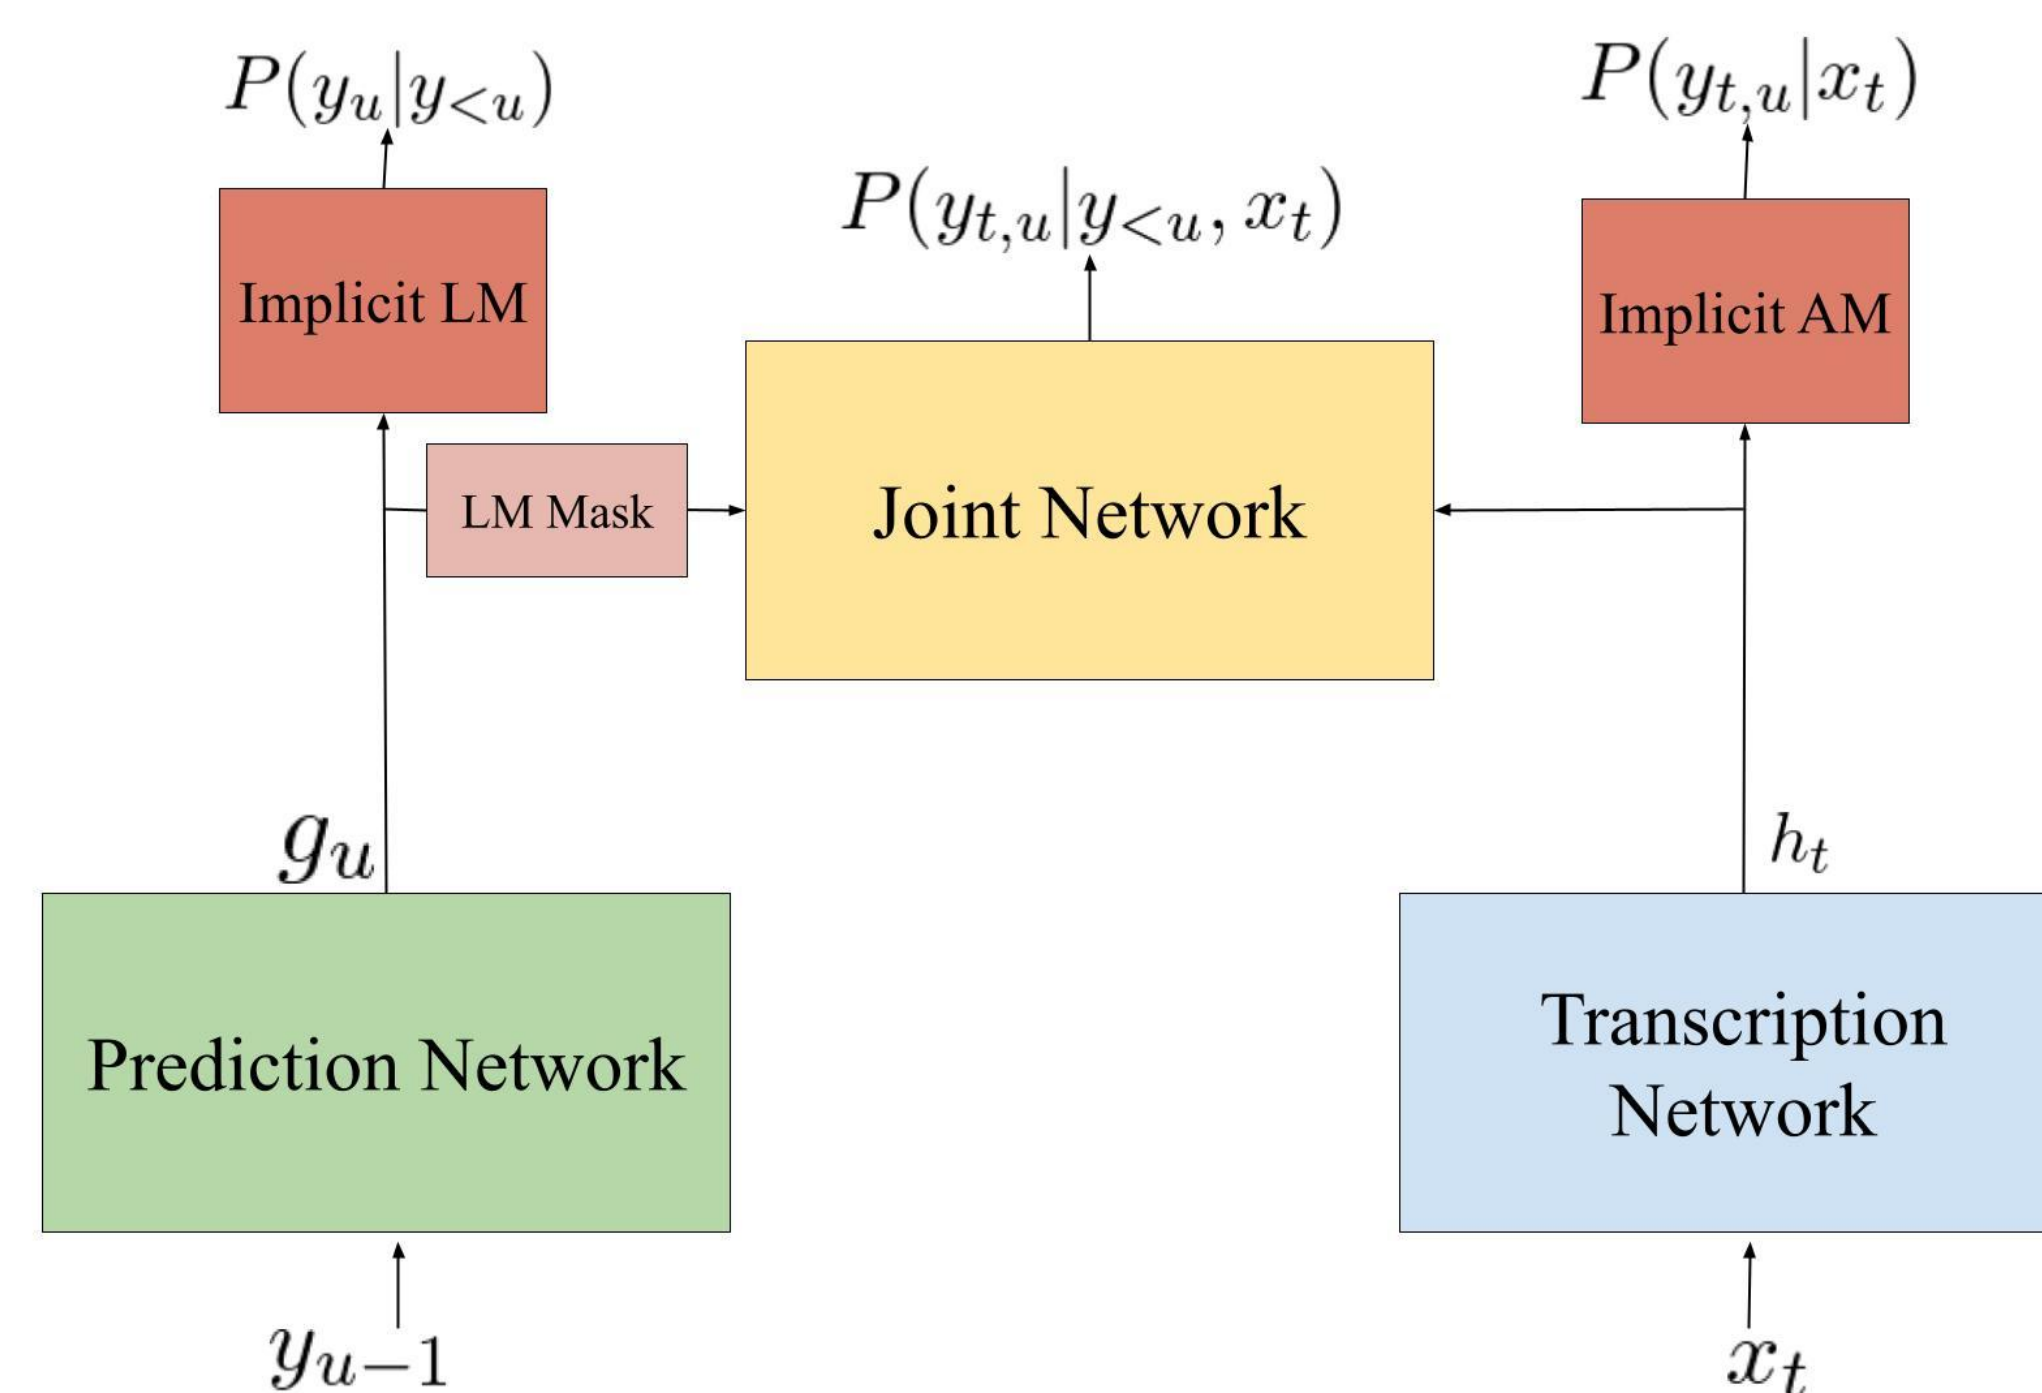 P(y_u|y_{<u})
P(y_{t,u}|x_t)
P(y_{t,u}|y_{<u}, x_t)
Implicit LM
Implicit AM
LM Mask
Joint Network
g_u
h_t
Prediction Network
Transcription
Network
y_{u-1}
x_t